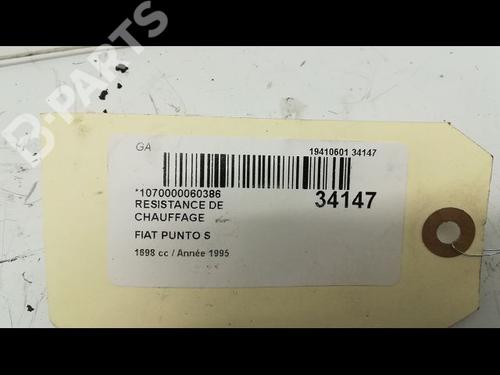 B-PARTS
GA
19410601 34147
*1070000060386
34147
RESISTANCE DE
CHAUFFAGE
FIAT PUNTO S
1698 cc / Année 1995